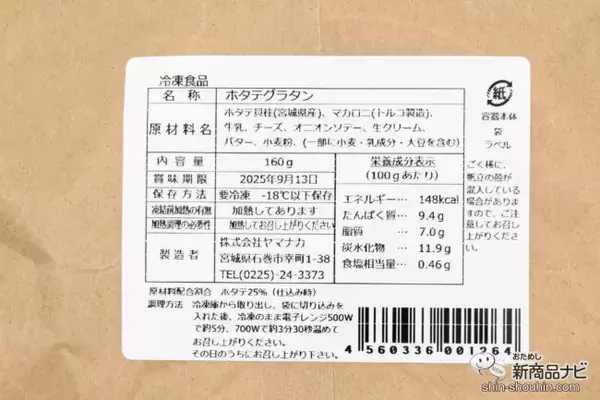 冷凍食品
名称 ホタテグラタン
原材料名
ホタテ貝柱(宮城県産)、マカロニ(トルコ製造)、
牛乳、チーズ、オニオンソテー、生クリーム、
バター、小麦粉、(一部に小麦・乳成分・大豆を含む)
内容量 160g
賞味期限 2025年9月13日
保存方法 要冷凍 -18℃以下保存
凍結前加熱の有無 加熱してあります
加熱調理の必要性 加熱してお召し上がりください
製造者
株式会社ヤマナカ
宮城県石巻市幸町1-38
TEL(0225)-24-3373
栄養成分表示
(100gあたり)
エネルギー… 148kcal
たんぱく質… 9.4g
脂質 … 7.0g
炭水化物 … 11.9g
食塩相当量… 0.46g
紙
容器本体
袋
ラベル
ごく稀に、
帆立の殻が
混入している
場合があり
ますので、ご注
意してお召し
上がりください。
原材料配合割合 ホタテ25% (仕込み時)
調理方法 冷凍庫から取り出し、袋に切り込みを
入れた後、冷凍のまま電子レンジ500W
で約5分、700Wで約3分30秒温めて
お召し上がりください。
その日のうちにお召し上がり下さい。
4 560336 001264
おためし
新商品ナビ
shin-shouhin.com